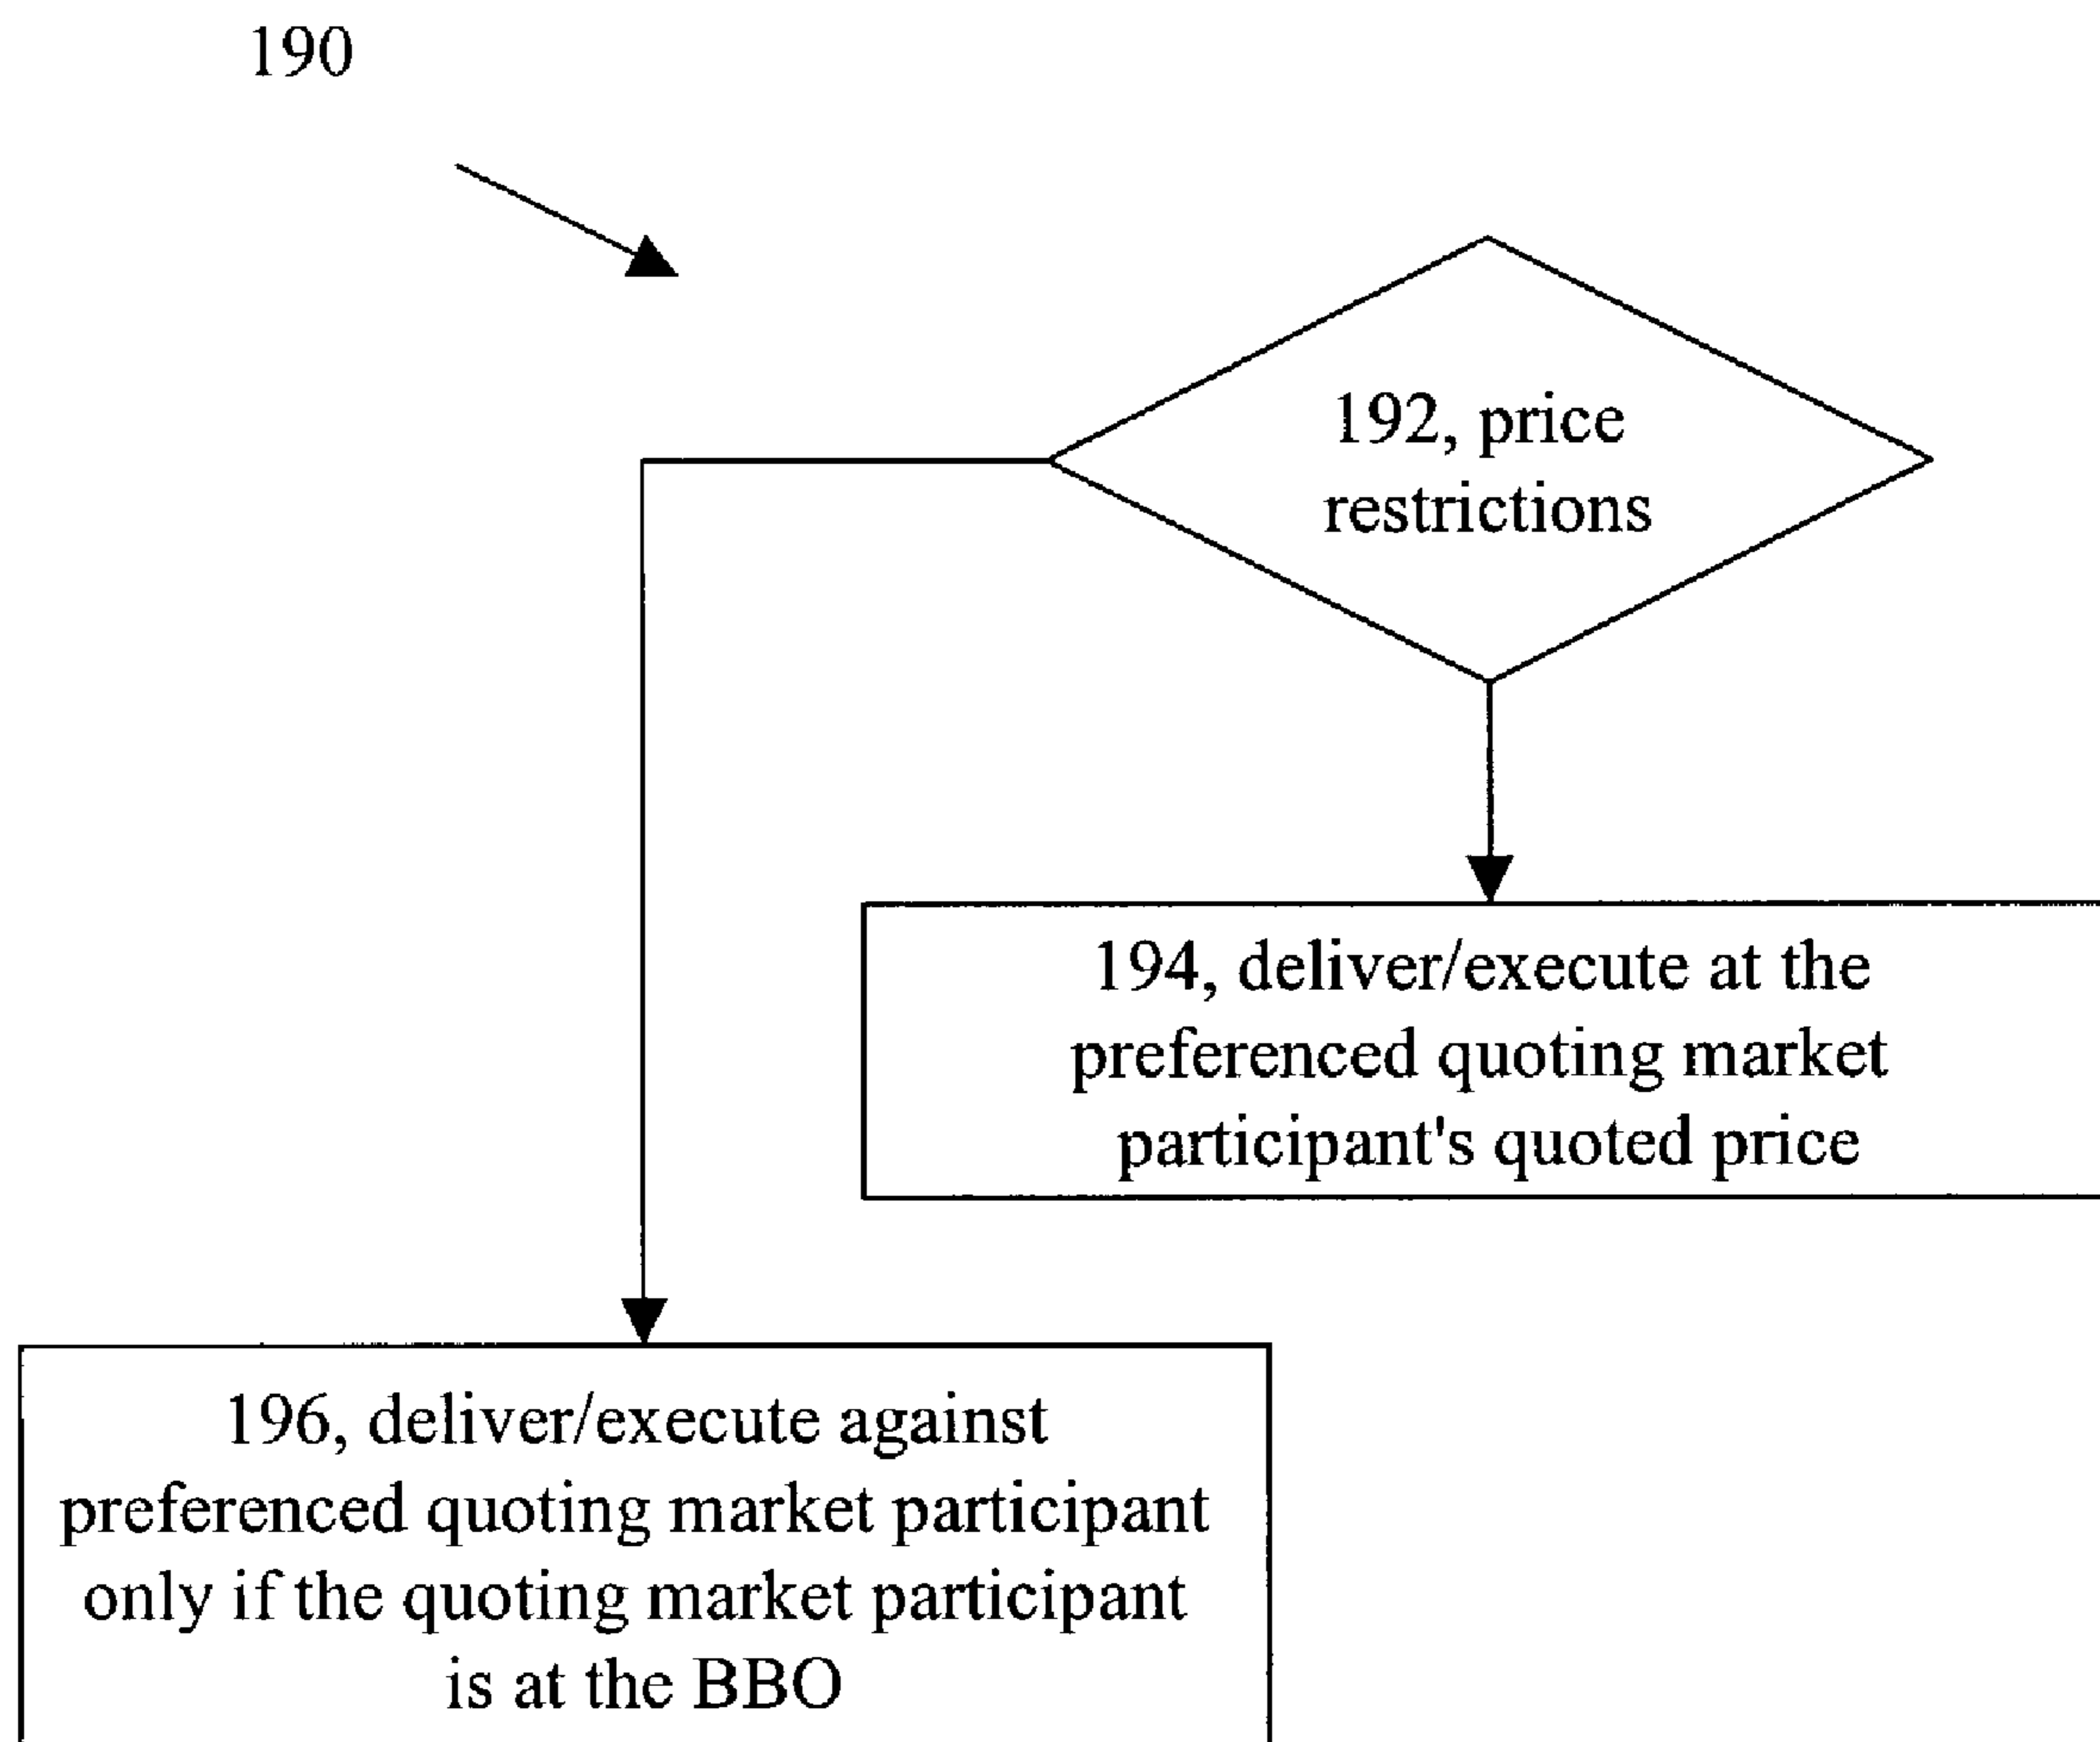 190
192, price
restrictions
194, deliver/execute at the
preferenced quoting market
participant's quoted price
196, deliver/execute against
preferenced quoting market participant
only if the quoting market participant
is at the BBO